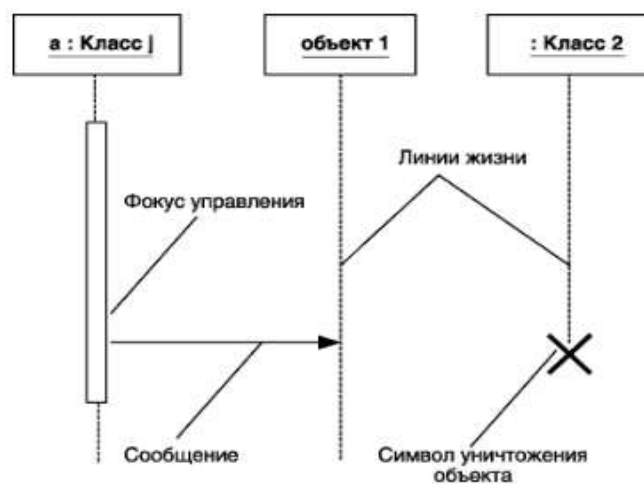 а : Класс j
объект 1
: Класс 2
Линии жизни
Фокус управления
Сообщение
Символ уничтожения
объекта